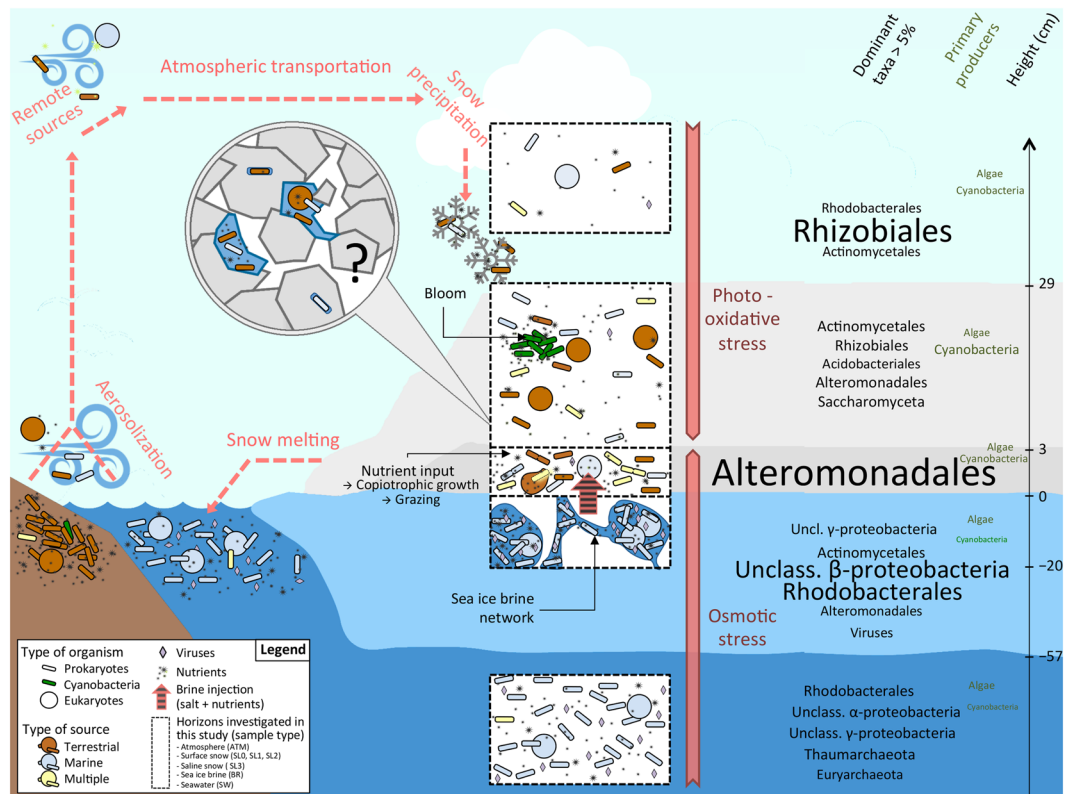 Dominant
taxa > 5%
Primary
producers
Height (cm)
Atmospheric transportation
Snow
precipitation
Remote
sources
Aerosolization
Snow melting
?
Bloom
Nutrient input
→ Copiotrophic growth
→ Grazing
Sea ice brine
network
Photo -
oxidative
stress
Osmotic
stress
Rhodobacterales
Rhizobiales
Actinomycetales
Algae
Cyanobacteria
29
Actinomycetales
Rhizobiales
Acidobacteriales
Alteromonadales
Saccharomyceta
Algae
Cyanobacteria
3
Alteromonadales
Algae
Cyanobacteria
0
Uncl. γ-proteobacteria
Actinomycetales
Unclass. β-proteobacteria
Rhodobacterales
Alteromonadales
Viruses
Algae
Cyanobacteria
−20
−57
Rhodobacterales
Unclass. α-proteobacteria
Unclass. γ-proteobacteria
Thaumarchaeota
Euryarchaeota
Algae
Cyanobacteria
Legend
Type of organism
Prokaryotes
Cyanobacteria
Eukaryotes
Type of source
Terrestrial
Marine
Multiple
Viruses
Nutrients
Brine injection
(salt + nutrients)
Horizons investigated in
this study (sample type)
- Atmosphere (ATM)
- Surface snow (SL0, SL1, SL2)
- Saline snow ( SL3)
- Sea ice brine (BR)
- Seawater (SW)